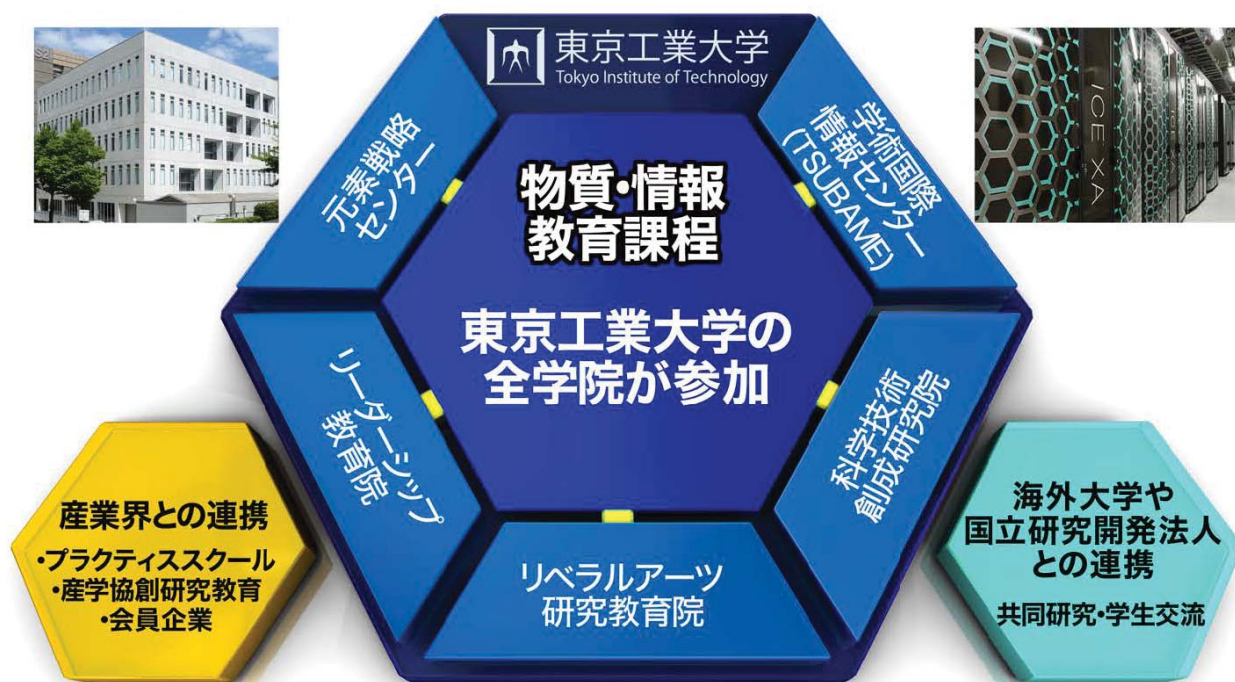 東京工業大学
Tokyo Institute of Technology
元素戦略
センター
学術国際
情報センター
(TSUBAME)
物質・情報
教育課程
東京工業大学の
全学院が参加
リーダーシップ
教育院
科学技術
創成研究院
リベラルアーツ
研究教育院
産業界との連携
・プラクティススクール
・産学協創研究教育
・会員企業
海外大学や
国立研究開発法人
との連携
共同研究・学生交流
ICE XA